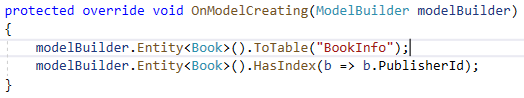 protected override void OnModelCreating(ModelBuilder modelBuilder)
{
    modelBuilder.Entity<Book>().ToTable("BookInfo");
    modelBuilder.Entity<Book>().HasIndex(b => b.PublisherId);
}